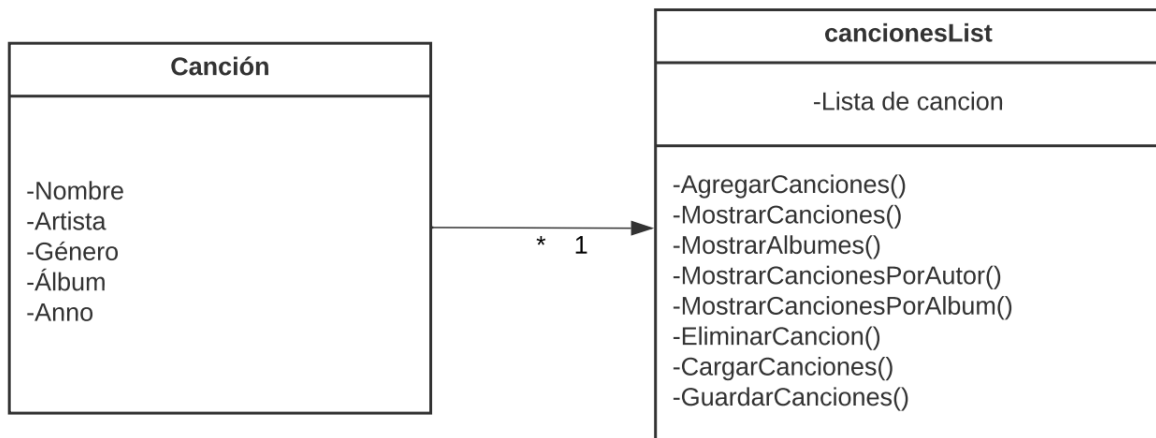 Canción
-Nombre
-Artista
-Género
-Álbum
-Anno
* 1
cancionesList
-Lista de cancion
-AgregarCanciones()
-MostrarCanciones()
-MostrarAlbumes()
-MostrarCancionesPorAutor()
-MostrarCancionesPorAlbum()
-EliminarCancion()
-CargarCanciones()
-GuardarCanciones()